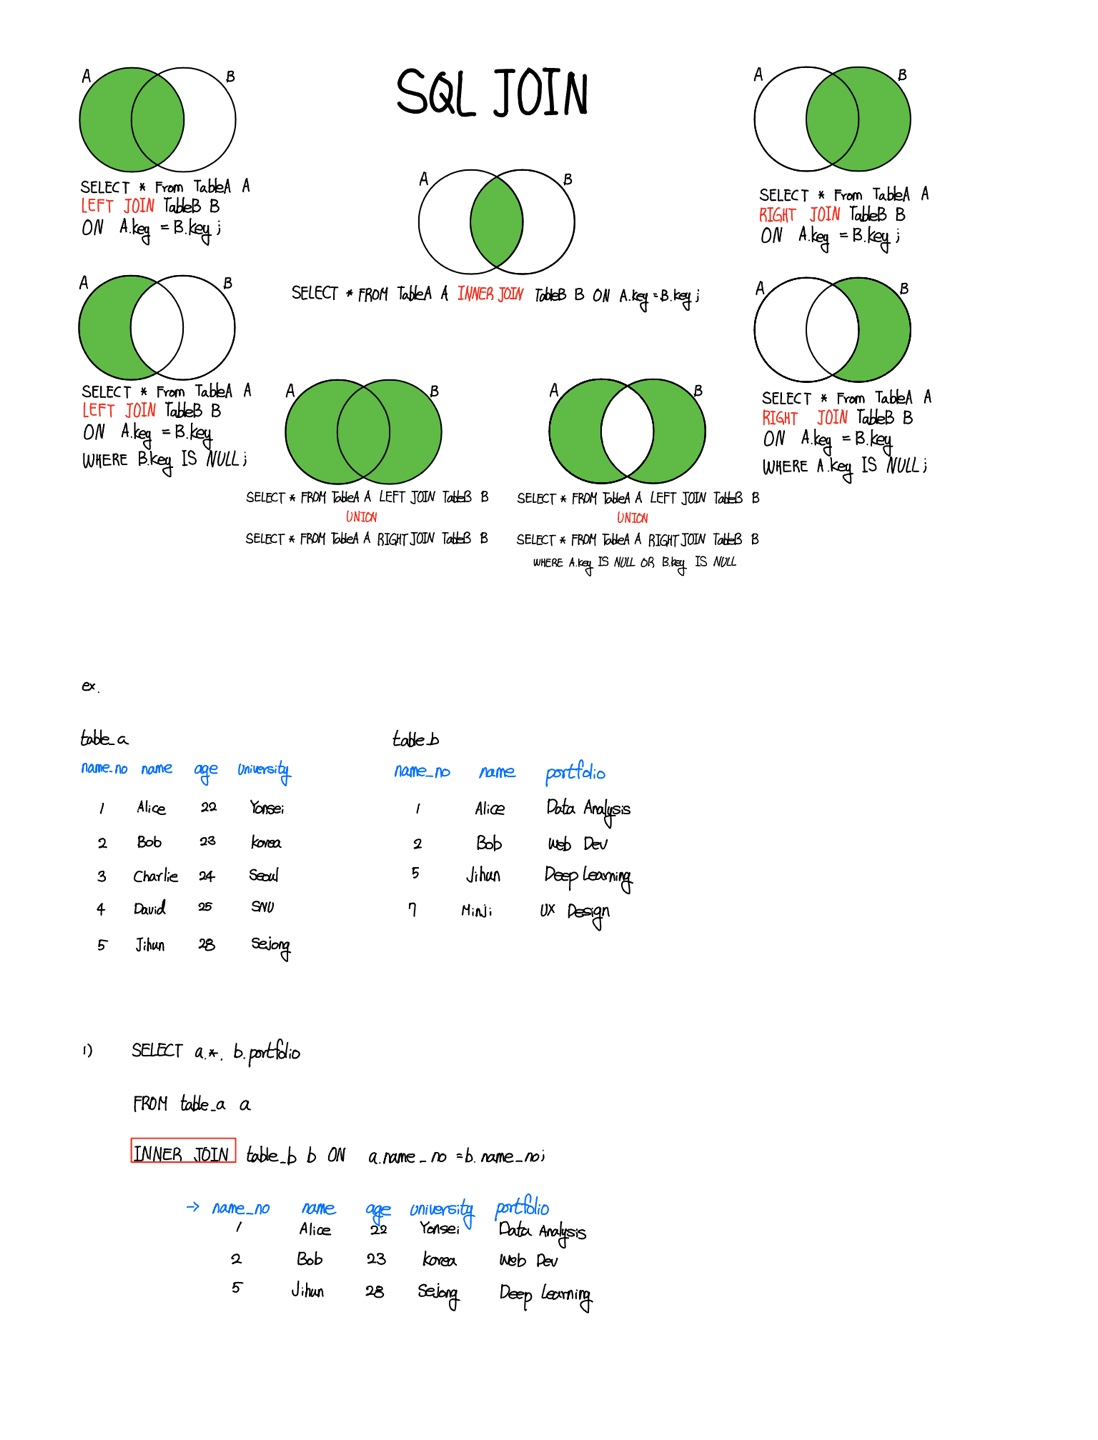 SQL JOIN
A B
SELECT * From TableA A
LEFT JOIN TableB B
ON A.key = B.key ;
A B
SELECT * FROM TableA A INNER JOIN TableB B ON A.key = B.key ;
A B
SELECT * From TableA A
RIGHT JOIN TableB B
ON A.key = B.key ;
A B
SELECT * From TableA A
LEFT JOIN TableB B
ON A.key = B.key
WHERE B.key IS NULL ;
A B
SELECT * FROM TableA A LEFT JOIN TableB B
UNION
SELECT * FROM TableA A RIGHT JOIN TableB B
A B
SELECT * FROM TableA A LEFT JOIN TableB B
UNION
SELECT * FROM TableA A RIGHT JOIN TableB B
WHERE A.key IS NULL OR B.key IS NULL
A B
SELECT * From TableA A
RIGHT JOIN TableB B
ON A.key = B.key
WHERE A.key IS NULL ;
ex.
table_a
name_no name age university
1 Alice 22 Yonsei
2 Bob 23 korea
3 Charlie 24 Seoul
4 David 25 SNU
5 Jihun 28 Sejong
table_b
name_no name portfolio
1 Alice Data Analysis
2 Bob Web Dev
5 Jihun Deep Learning
7 Minji UX Design
1) SELECT a.*. b.portfolio
FROM table_a a
INNER JOIN table_b b ON a.name_no = b.name_no;
→ name_no name age university portfolio
1 Alice 22 Yonsei Data Analysis
2 Bob 23 korea Web Dev
5 Jihun 28 Sejong Deep Learning